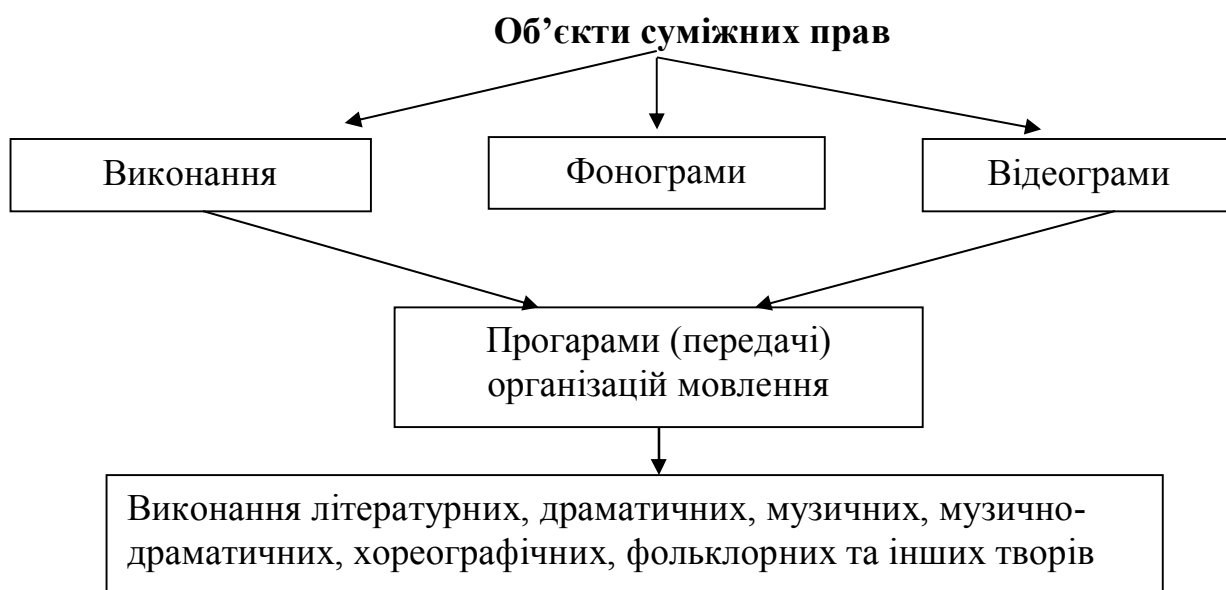 Об’єкти суміжних прав
Виконання
Фонограми
Відеограми
Прогарами (передачі)
організацій мовлення
Виконання літературних, драматичних, музичних, музично-
драматичних, хореографічних, фольклорних та інших творів